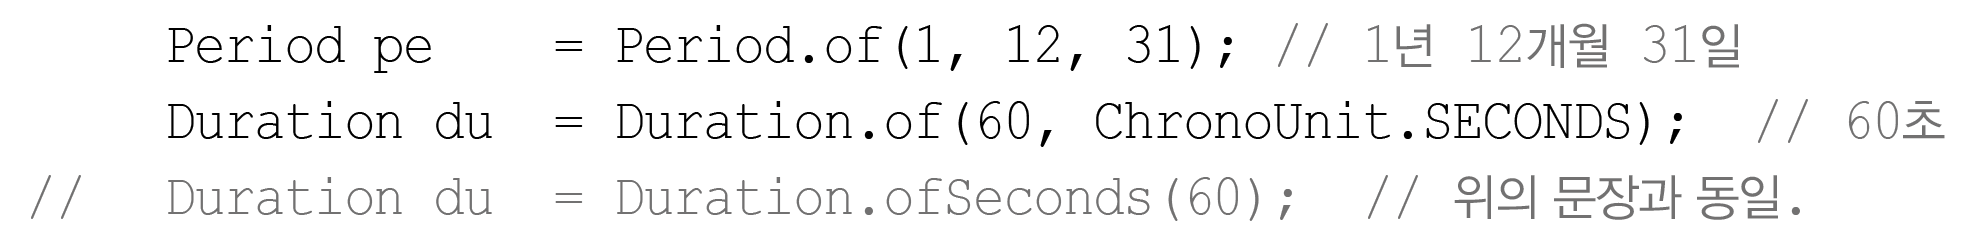 Period pe = Period.of(1, 12, 31); // 1년 12개월 31일
Duration du = Duration.of(60, ChronoUnit.SECONDS); // 60초
// Duration du = Duration.ofSeconds(60); // 위의 문장과 동일.